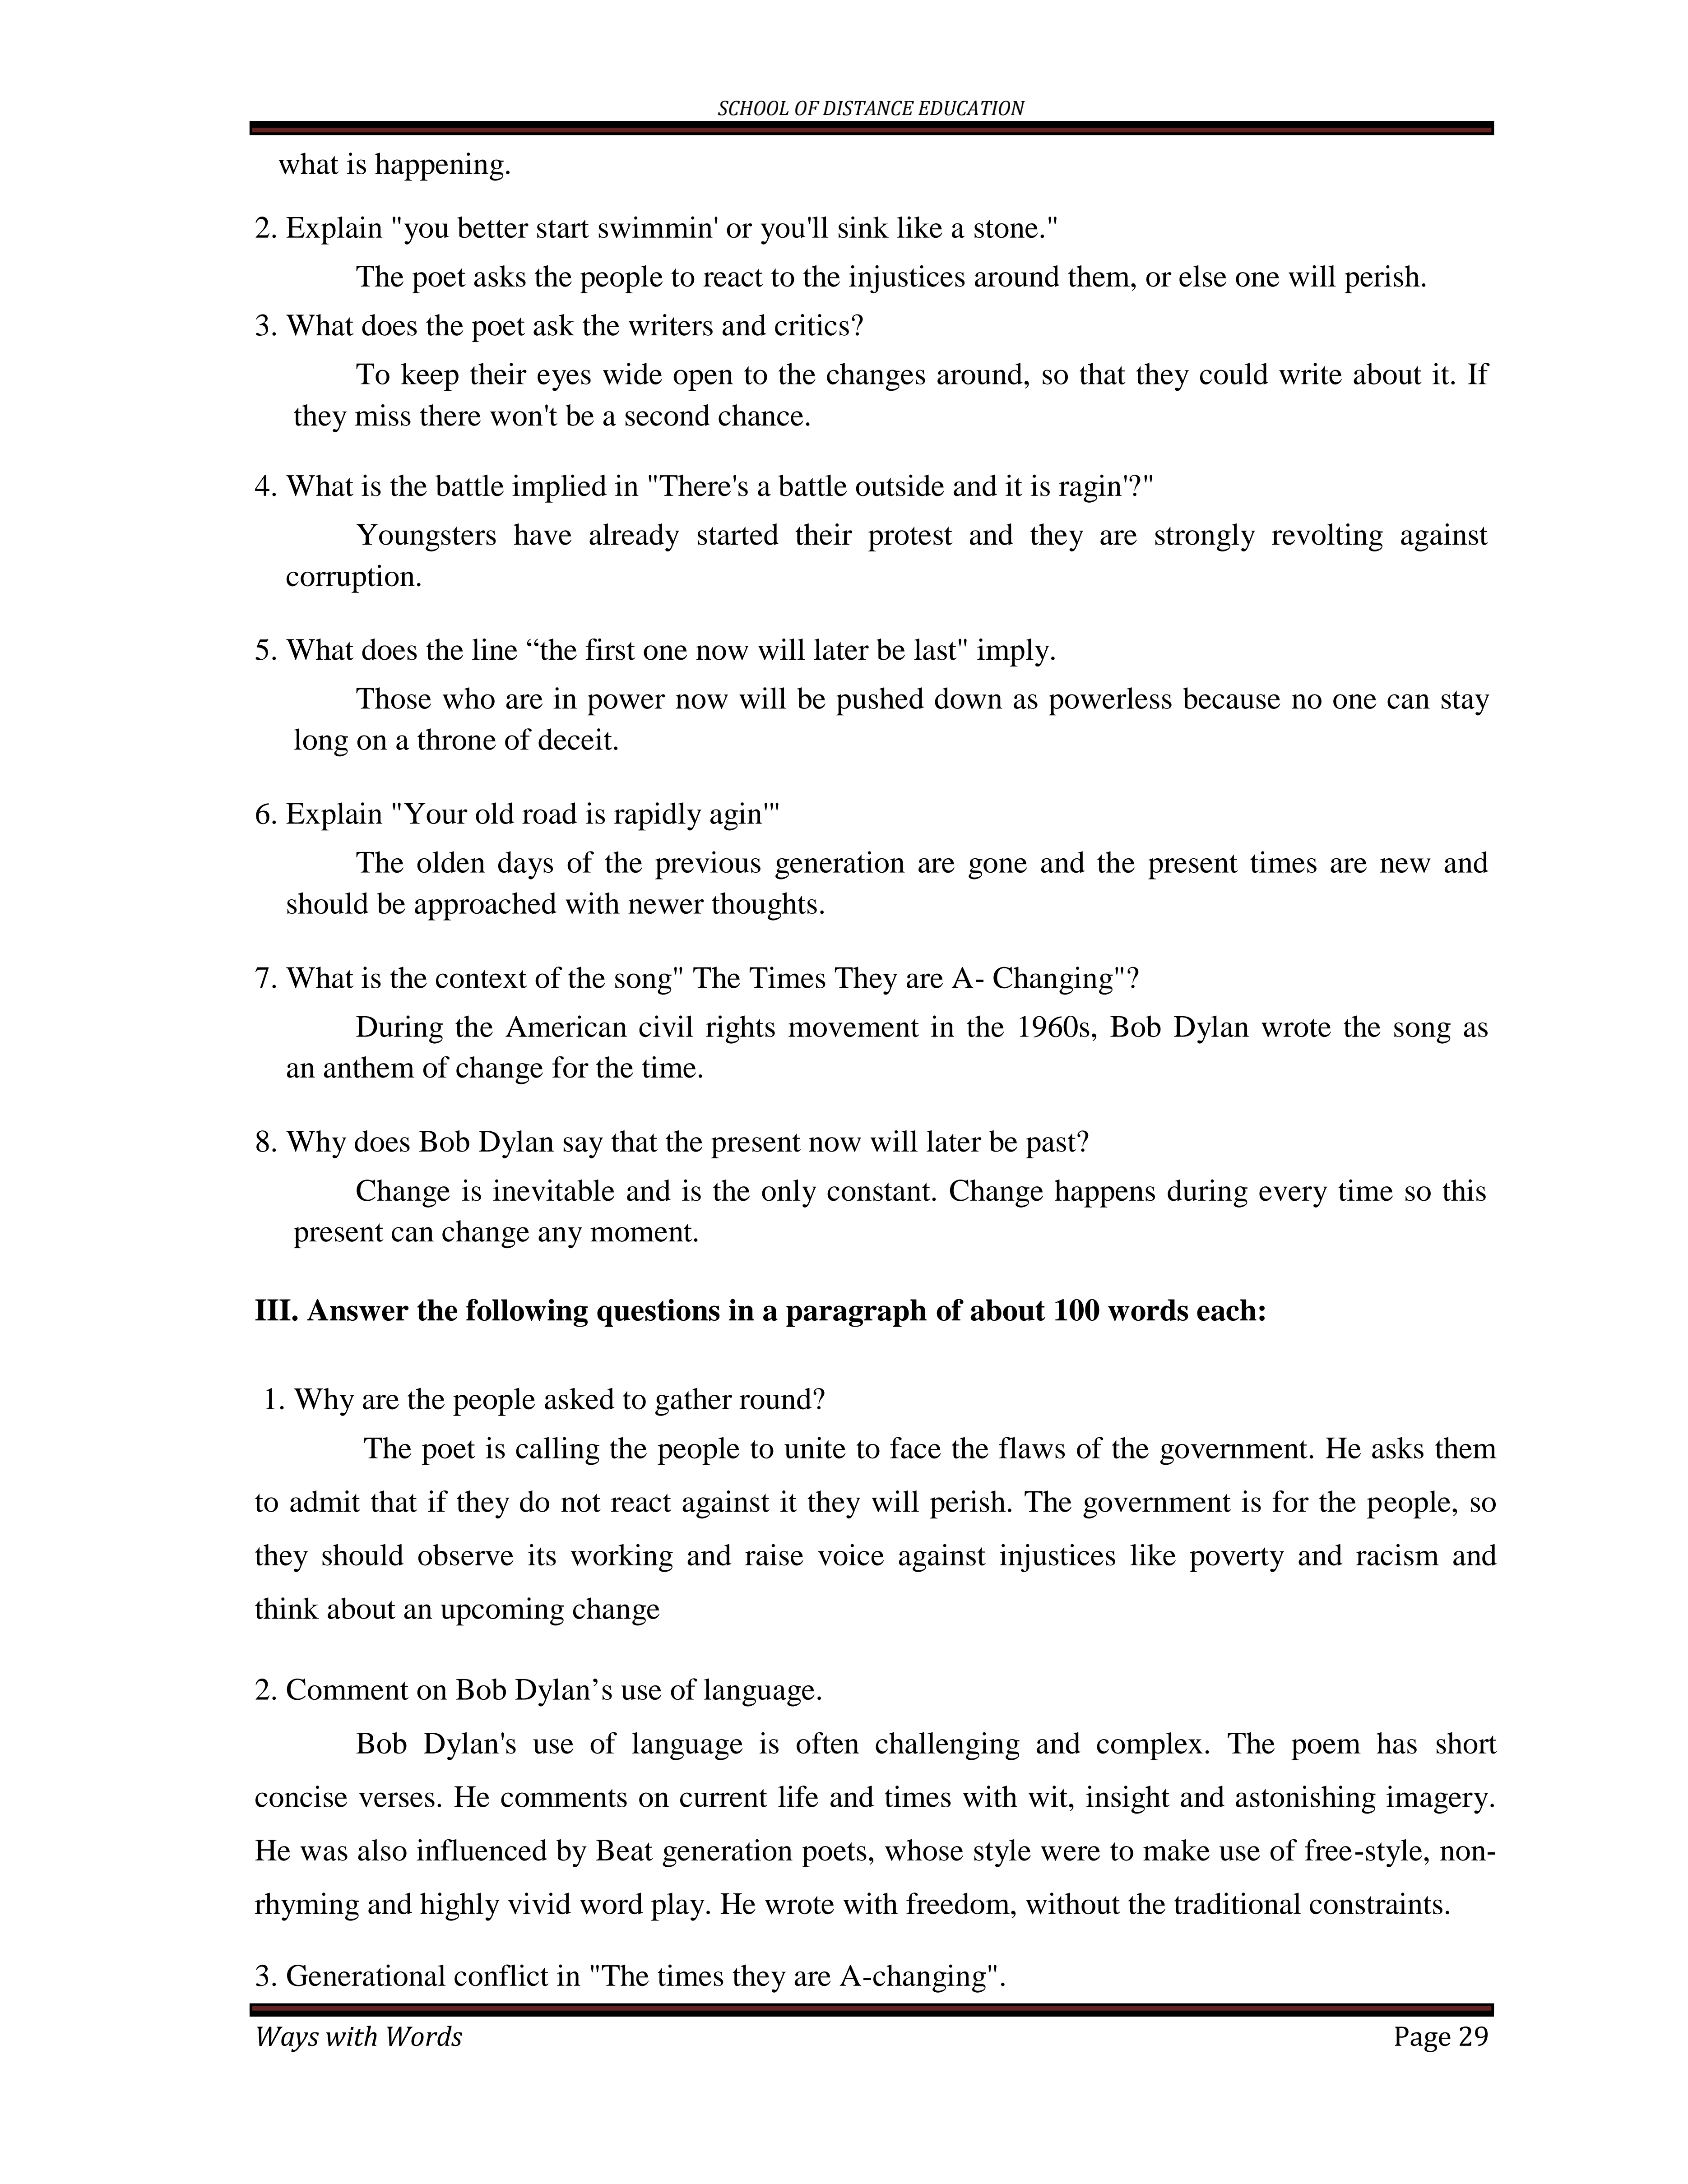 SCHOOL OF DISTANCE EDUCATION
what is happening.
2. Explain "you better start swimmin' or you'll sink like a stone."
The poet asks the people to react to the injustices around them, or else one will perish.
3. What does the poet ask the writers and critics?
To keep their eyes wide open to the changes around, so that they could write about it. If
they miss there won't be a second chance.
4. What is the battle implied in "There's a battle outside and it is ragin'?"
Youngsters have already started their protest and they are strongly revolting against
corruption.
5. What does the line “the first one now will later be last" imply.
Those who are in power now will be pushed down as powerless because no one can stay
long on a throne of deceit.
6. Explain "Your old road is rapidly agin'"
The olden days of the previous generation are gone and the present times are new and
should be approached with newer thoughts.
7. What is the context of the song" The Times They are A- Changing"?
During the American civil rights movement in the 1960s, Bob Dylan wrote the song as
an anthem of change for the time.
8. Why does Bob Dylan say that the present now will later be past?
Change is inevitable and is the only constant. Change happens during every time so this
present can change any moment.
III. Answer the following questions in a paragraph of about 100 words each:
1. Why are the people asked to gather round?
The poet is calling the people to unite to face the flaws of the government. He asks them
to admit that if they do not react against it they will perish. The government is for the people, so
they should observe its working and raise voice against injustices like poverty and racism and
think about an upcoming change
2. Comment on Bob Dylan’s use of language.
Bob Dylan's use of language is often challenging and complex. The poem has short
concise verses. He comments on current life and times with wit, insight and astonishing imagery.
He was also influenced by Beat generation poets, whose style were to make use of free-style, non-
rhyming and highly vivid word play. He wrote with freedom, without the traditional constraints.
3. Generational conflict in "The times they are A-changing".
Ways with Words Page 29